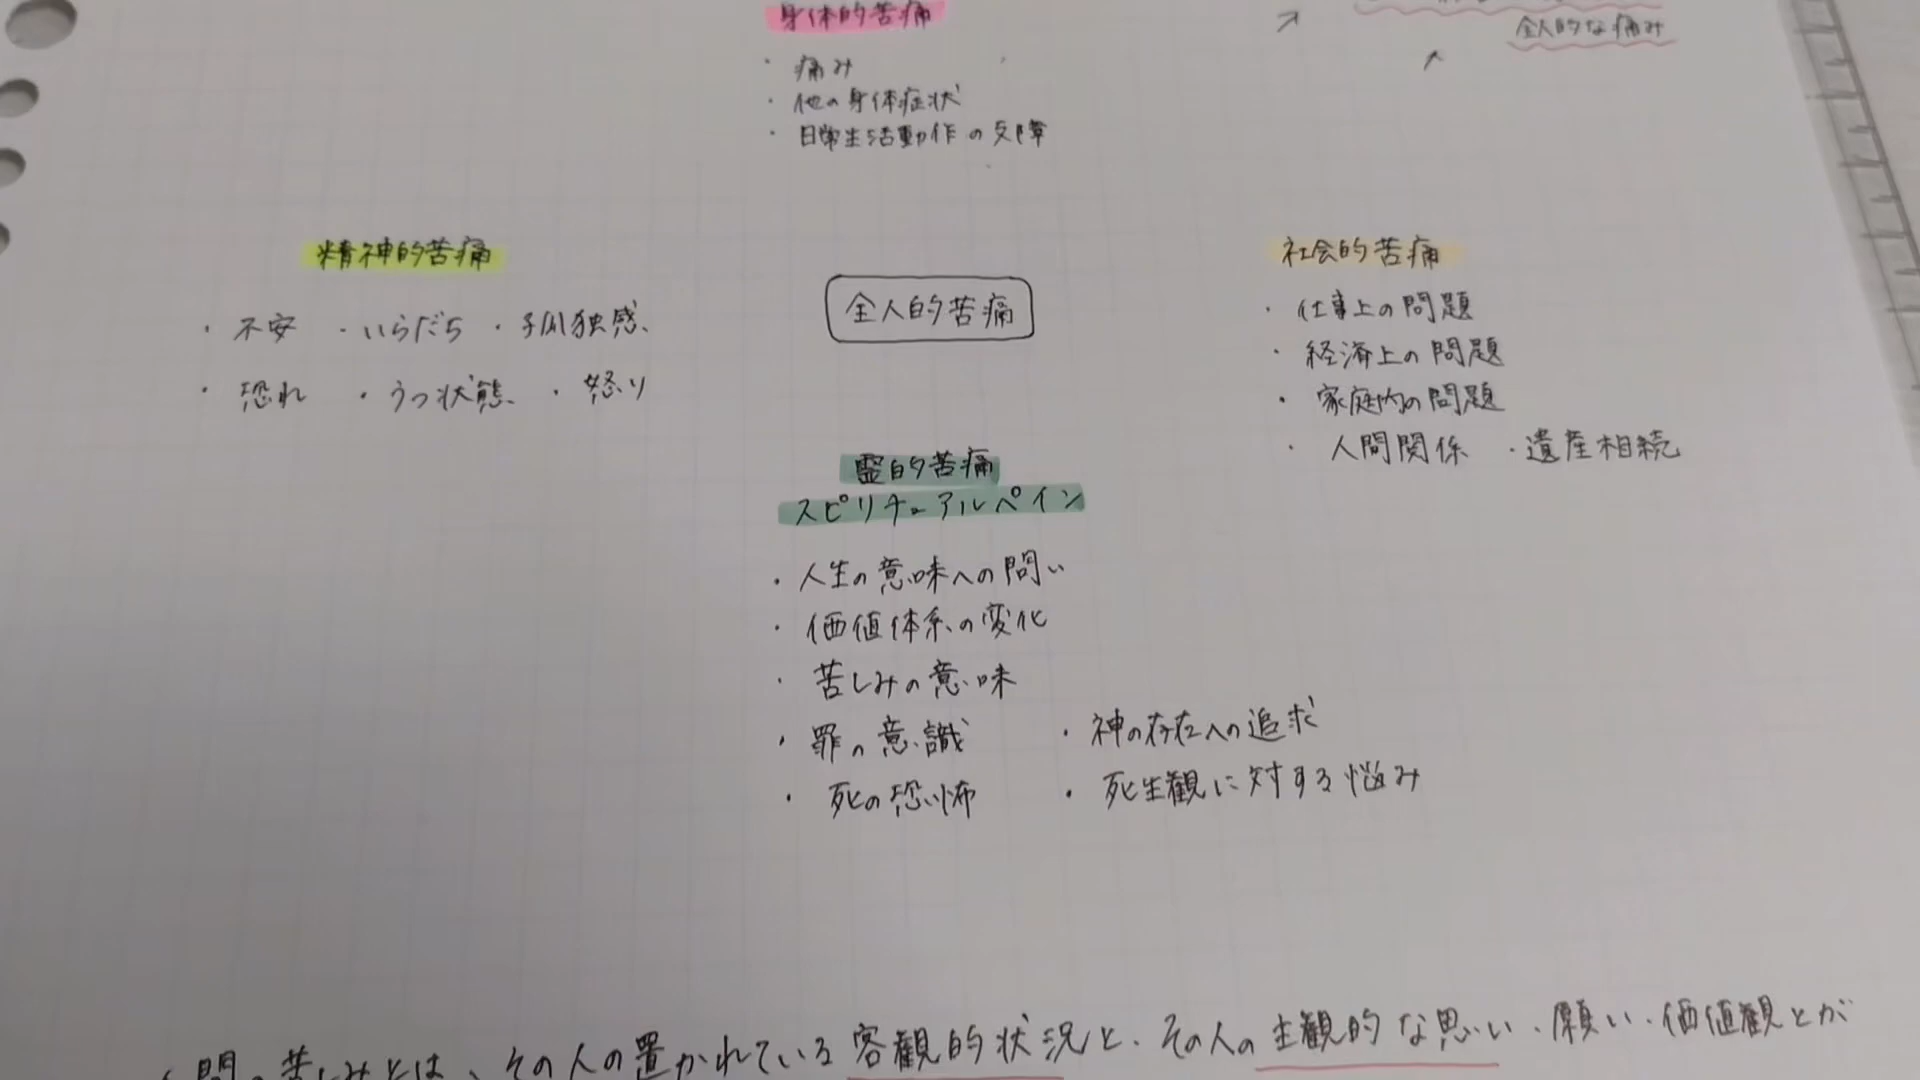 身体的苦痛
・痛み
・他の身体症状
・日常生活動作の支障
全人的な痛み
精神的苦痛
・不安 ・いらだち ・孤独感
・恐れ ・うつ状態 ・怒り
全人的苦痛
社会的苦痛
・仕事上の問題
・経済上の問題
・家庭内の問題
・人間関係 ・遺産相続
霊的苦痛
スピリチュアルペイン
・人生の意味への問い
・価値体系の変化
・苦しみの意味
・罪の意識 ・神の存在への追求
・死の恐怖 ・死生観に対する悩み
苦しみとは、その人の置かれている客観的状況と、その人の主観的な思い・願い・価値観とが